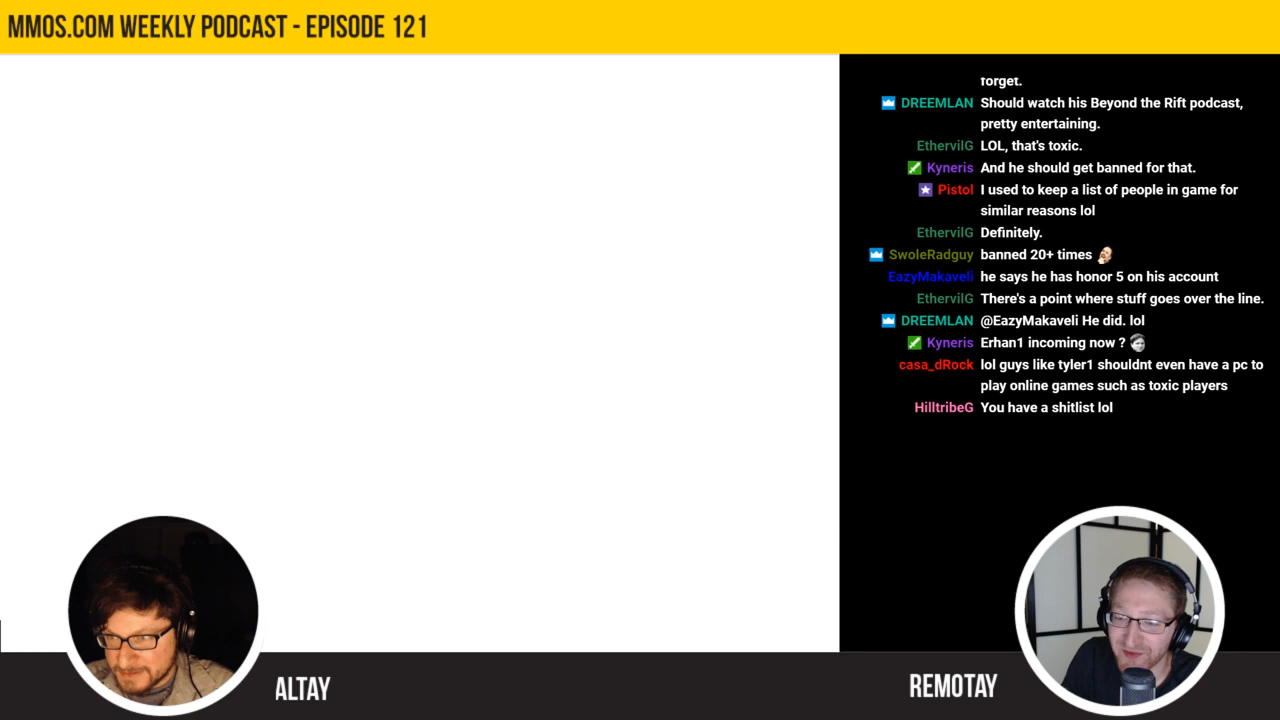 MMOS.COM WEEKLY PODCAST - EPISODE 121
forget.
DREEMLAN Should watch his Beyond the Rift podcast,
pretty entertaining.
EthervilG LOL, that's toxic.
Kyneris And he should get banned for that.
Pistol I used to keep a list of people in game for
similar reasons lol
EthervilG Definitely.
SwoleRadguy banned 20+ times
EazyMakaveli he says he has honor 5 on his account
EthervilG There's a point where stuff goes over the line.
DREEMLAN @EazyMakaveli He did. lol
Kyneris Erhan1 incoming now ?
casa_dRock lol guys like tyler1 shouldnt even have a pc to
play online games such as toxic players
HilltribeG You have a shitlist lol
ALTAY
REMOTAY